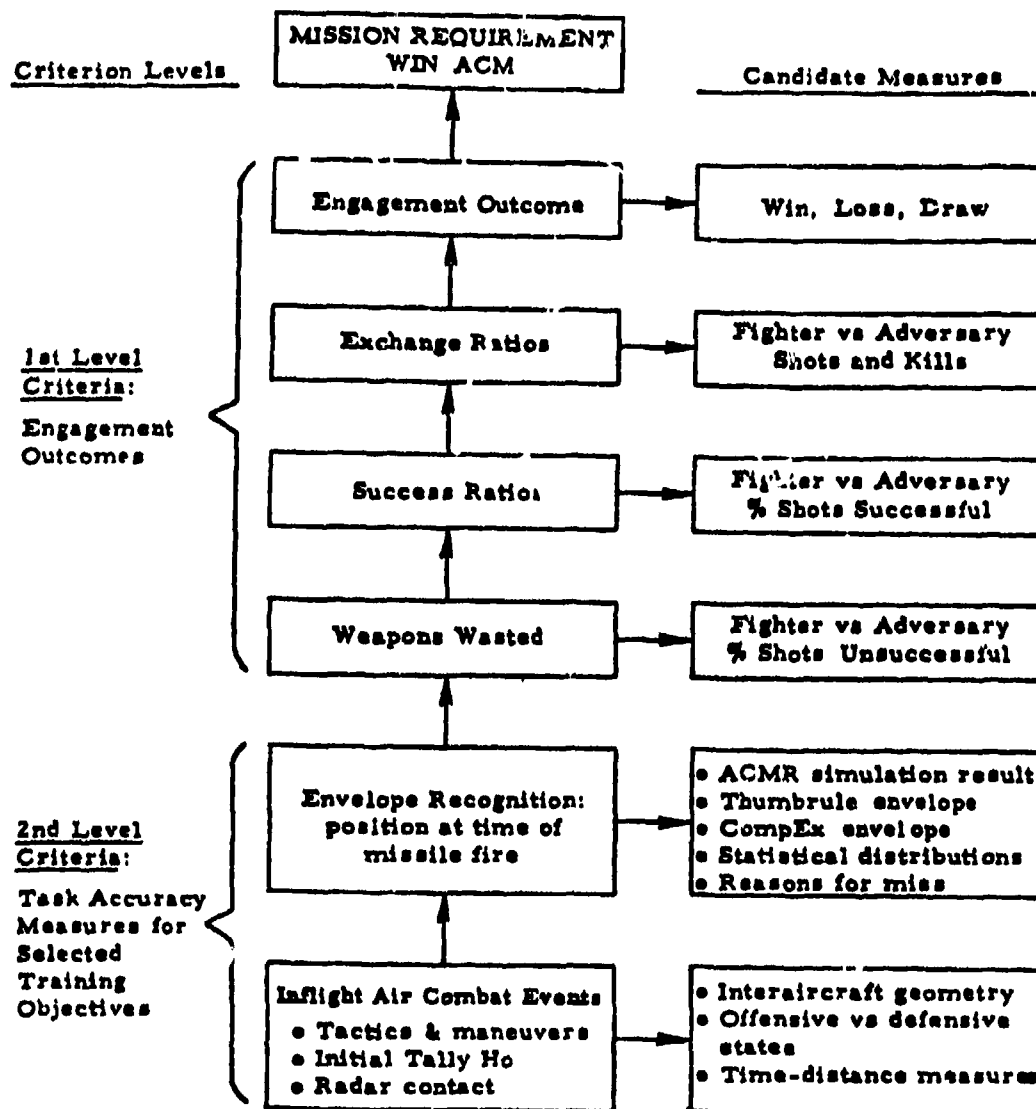 MISSION REQUIREMENT
WIN ACM
Criterion Levels
Candidate Measures
Engagement Outcome
Win, Loss, Draw
Exchange Ratios
Fighter vs Adversary
Shots and Kills
1st Level
Criteria:
Engagement
Outcomes
Success Ratios
Fighter vs Adversary
% Shots Successful
Weapons Wasted
Fighter vs Adversary
% Shots Unsuccessful
2nd Level
Criteria:
Task Accuracy
Measures for
Selected
Training
Objectives
Envelope Recognition:
position at time of
missile fire
• ACMR simulation result
• Thumbrule envelope
• CompEx envelope
• Statistical distributions
• Reasons for miss
Inflight Air Combat Events
• Tactics & maneuvers
• Initial Tally Ho
• Radar contact
• Interaircraft geometry
• Offensive vs defensive
states
• Time-distance measures